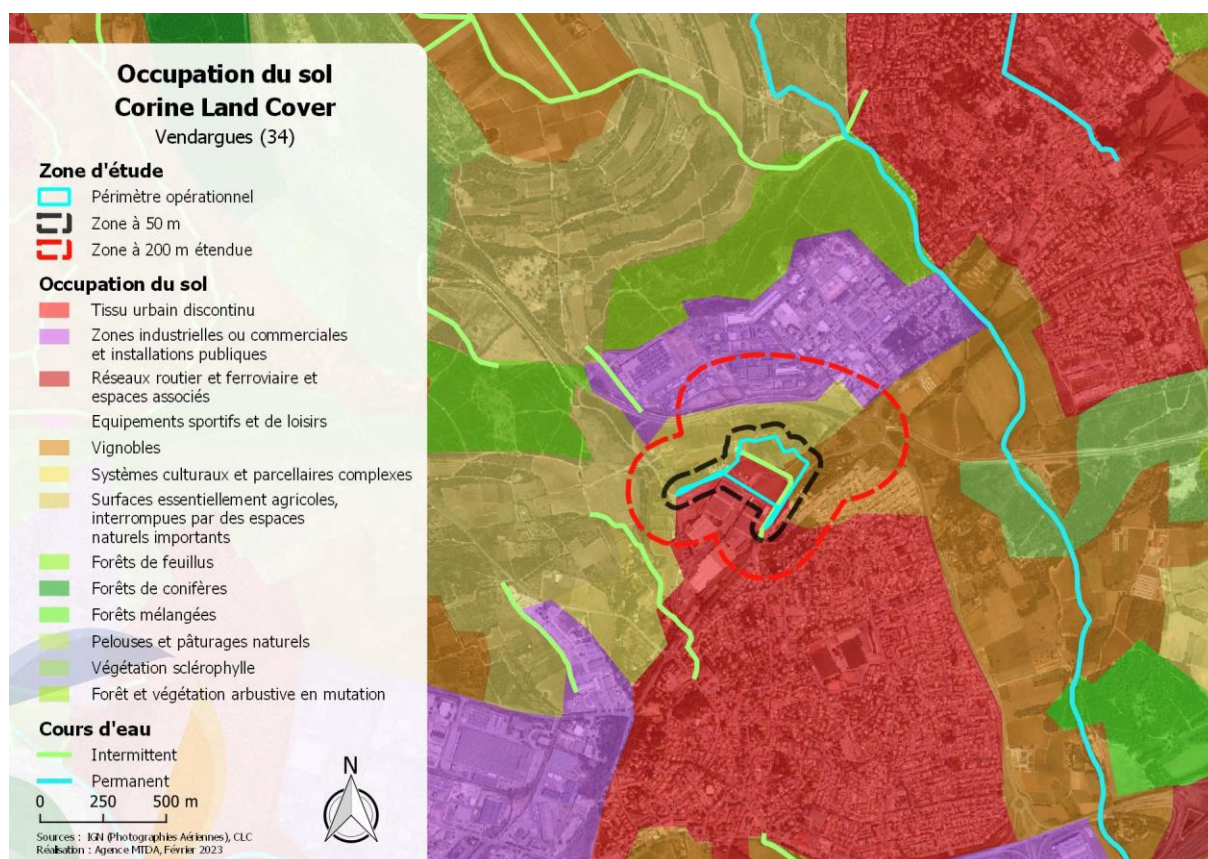 Occupation du sol
Corine Land Cover
Vendargues (34)
Zone d'étude
Périmètre opérationnel
Zone à 50 m
Zone à 200 m étendue
Occupation du sol
Tissu urbain discontinu
Zones industrielles ou commerciales
et installations publiques
Réseaux routier et ferroviaire et
espaces associés
Equipements sportifs et de loisirs
Vignobles
Systèmes culturaux et parcellaires complexes
Surfaces essentiellement agricoles,
interrompues par des espaces
naturels importants
Forêts de feuillus
Forêts de conifères
Forêts mélangées
Pelouses et pâturages naturels
Végétation sclérophylle
Forêt et végétation arbustive en mutation
Cours d'eau
Intermittent
Permanent
0 250 500 m
N
Sources : IGN (Photographies Aériennes), CLC
Réalisation : Agence MTDA, Février 2023